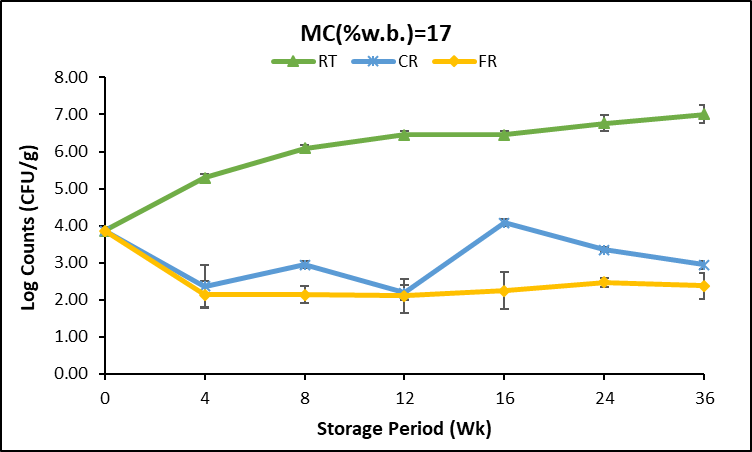 MC(%w.b.)=17
RT CR FR
8.00
7.00
6.00
5.00
4.00
3.00
2.00
1.00
0.00
Log Counts (CFU/g)
0 4 8 12 16 24 36
Storage Period (Wk)